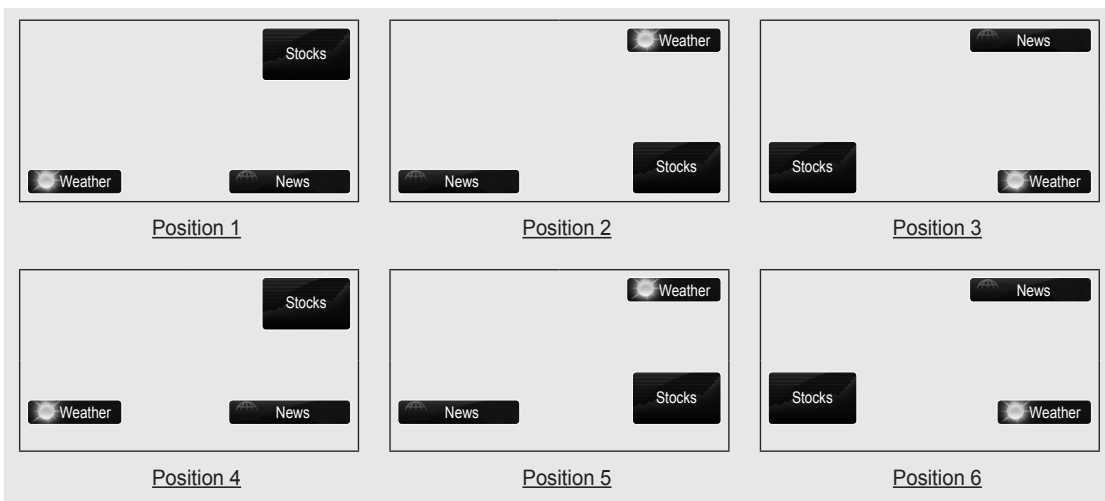 Stocks
Weather
News
Position 1
Weather
Stocks
News
Position 2
News
Stocks
Weather
Position 3
Stocks
Weather
News
Position 4
Weather
Stocks
News
Position 5
News
Stocks
Weather
Position 6